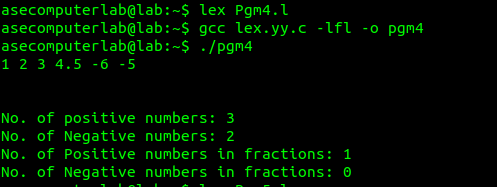 asecomputerlab@lab:~$ lex Pgm4.l
asecomputerlab@lab:~$ gcc lex.yy.c -lfl -o pgm4
asecomputerlab@lab:~$ ./pgm4
1 2 3 4.5 -6 -5
No. of positive numbers: 3
No. of Negative numbers: 2
No. of Positive numbers in fractions: 1
No. of Negative numbers in fractions: 0